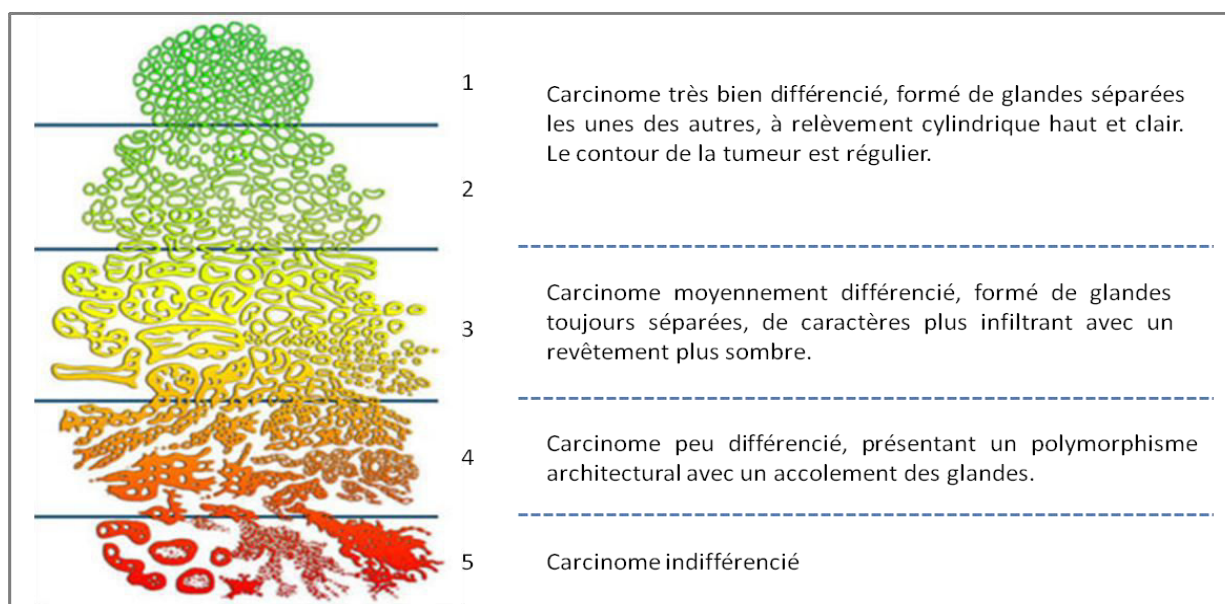 1
Carcinome très bien différencié, formé de glandes séparées
les unes des autres, à relèvement cylindrique haut et clair.
Le contour de la tumeur est régulier.
2
3
Carcinome moyennement différencié, formé de glandes
toujours séparées, de caractères plus infiltrant avec un
revêtement plus sombre.
4
Carcinome peu différencié, présentant un polymorphisme
architectural avec un accolement des glandes.
5
Carcinome indifférencié